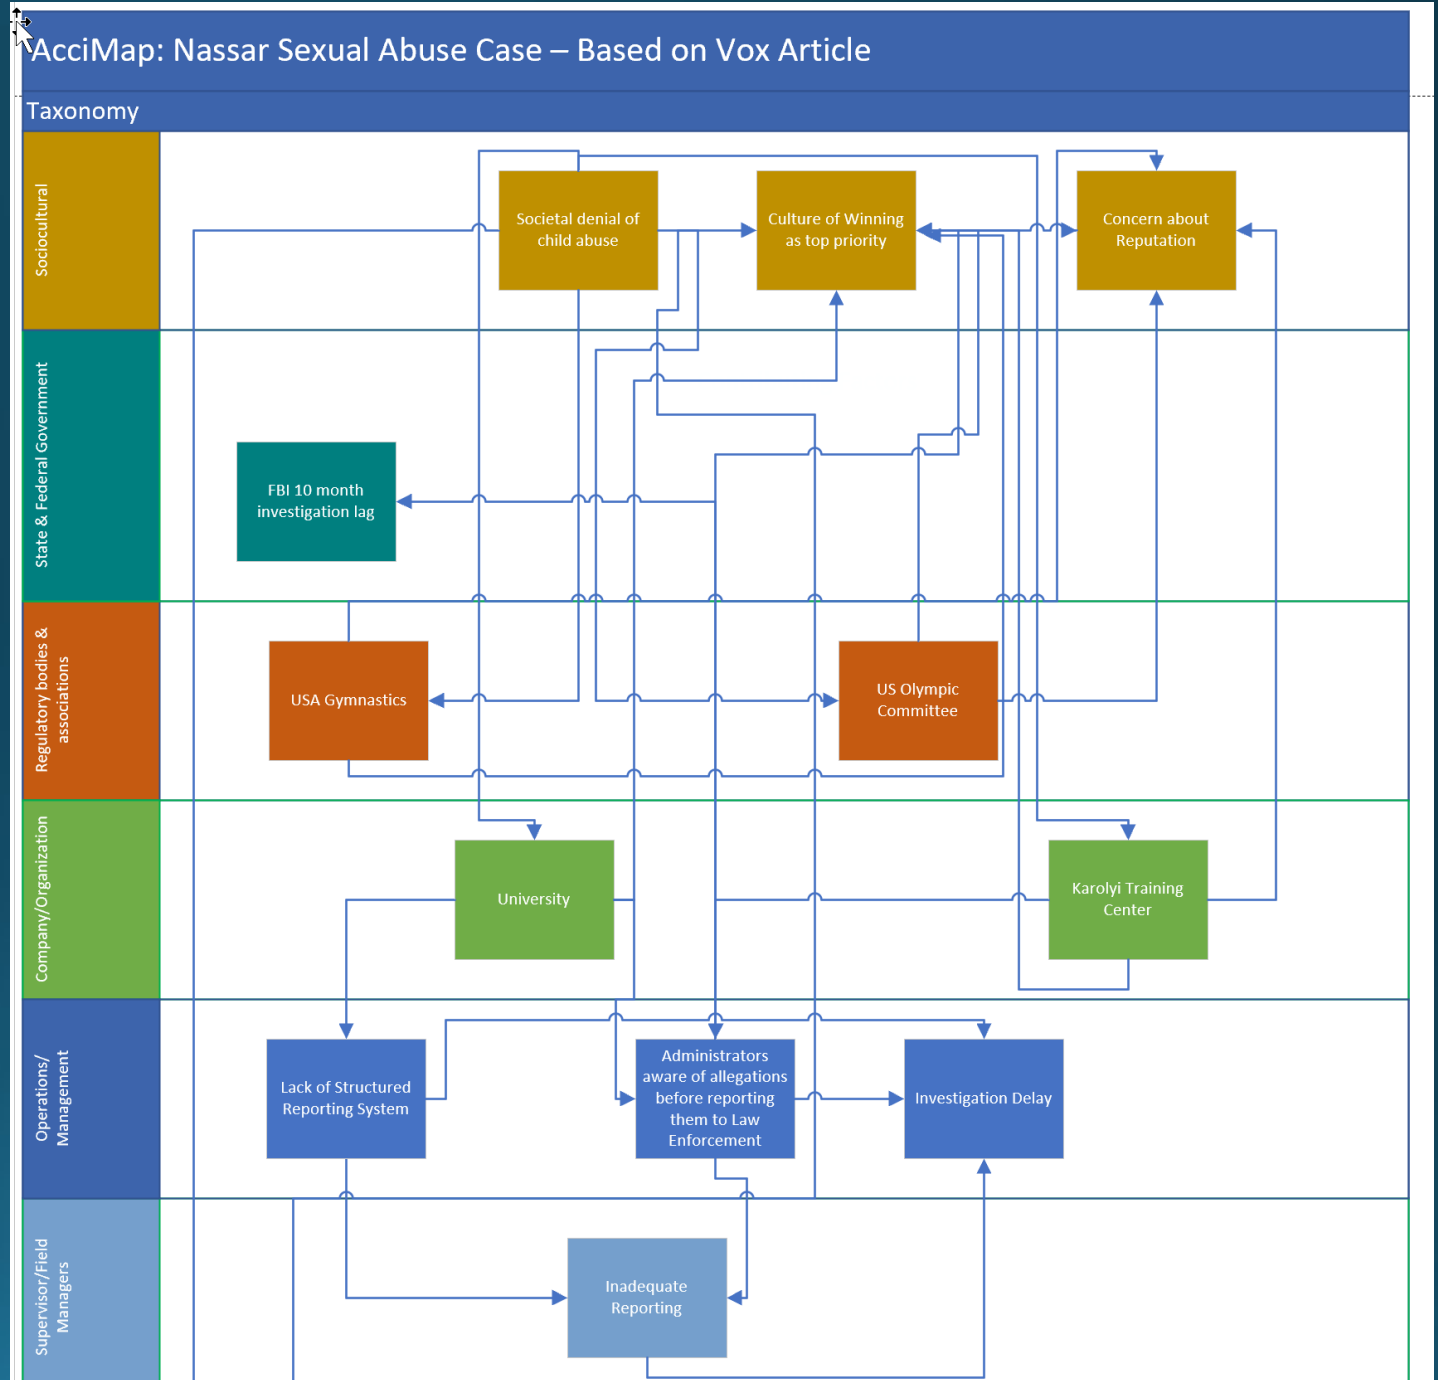 AcciMap: Nassar Sexual Abuse Case – Based on Vox Article
Taxonomy
Sociocultural
Societal denial of
child abuse
Culture of Winning
as top priority
Concern about
Reputation
State & Federal Government
FBI 10 month
investigation lag
Regulatory bodies &
associations
USA Gymnastics
US Olympic
Committee
Company/Organization
University
Karolyi Training
Center
Operations/
Management
Lack of Structured
Reporting System
Administrators
aware of allegations
before reporting
them to Law
Enforcement
Investigation Delay
Supervisor/Field
Managers
Inadequate
Reporting